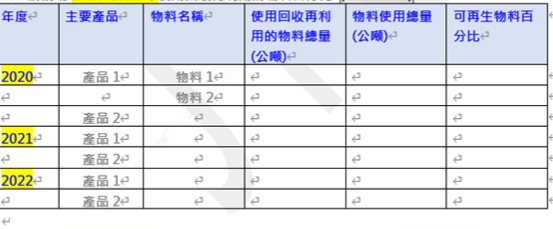 年度 主要產品 物料名稱 使用回收再利用的物料總量(公噸) 物料使用總量(公噸) 可再生物料百分比
2020 產品 1 物料 1
物料 2
產品 2
2021 產品 1
產品 2
2022 產品 1
產品 2